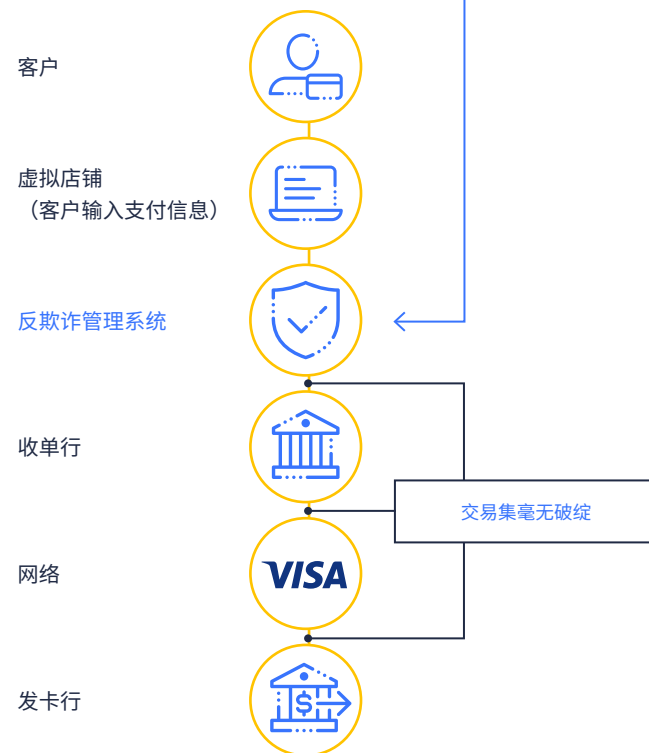 客户
虚拟店铺
（客户输入支付信息）
反欺诈管理系统
收单行
交易集毫无破绽
网络
VISA
发卡行